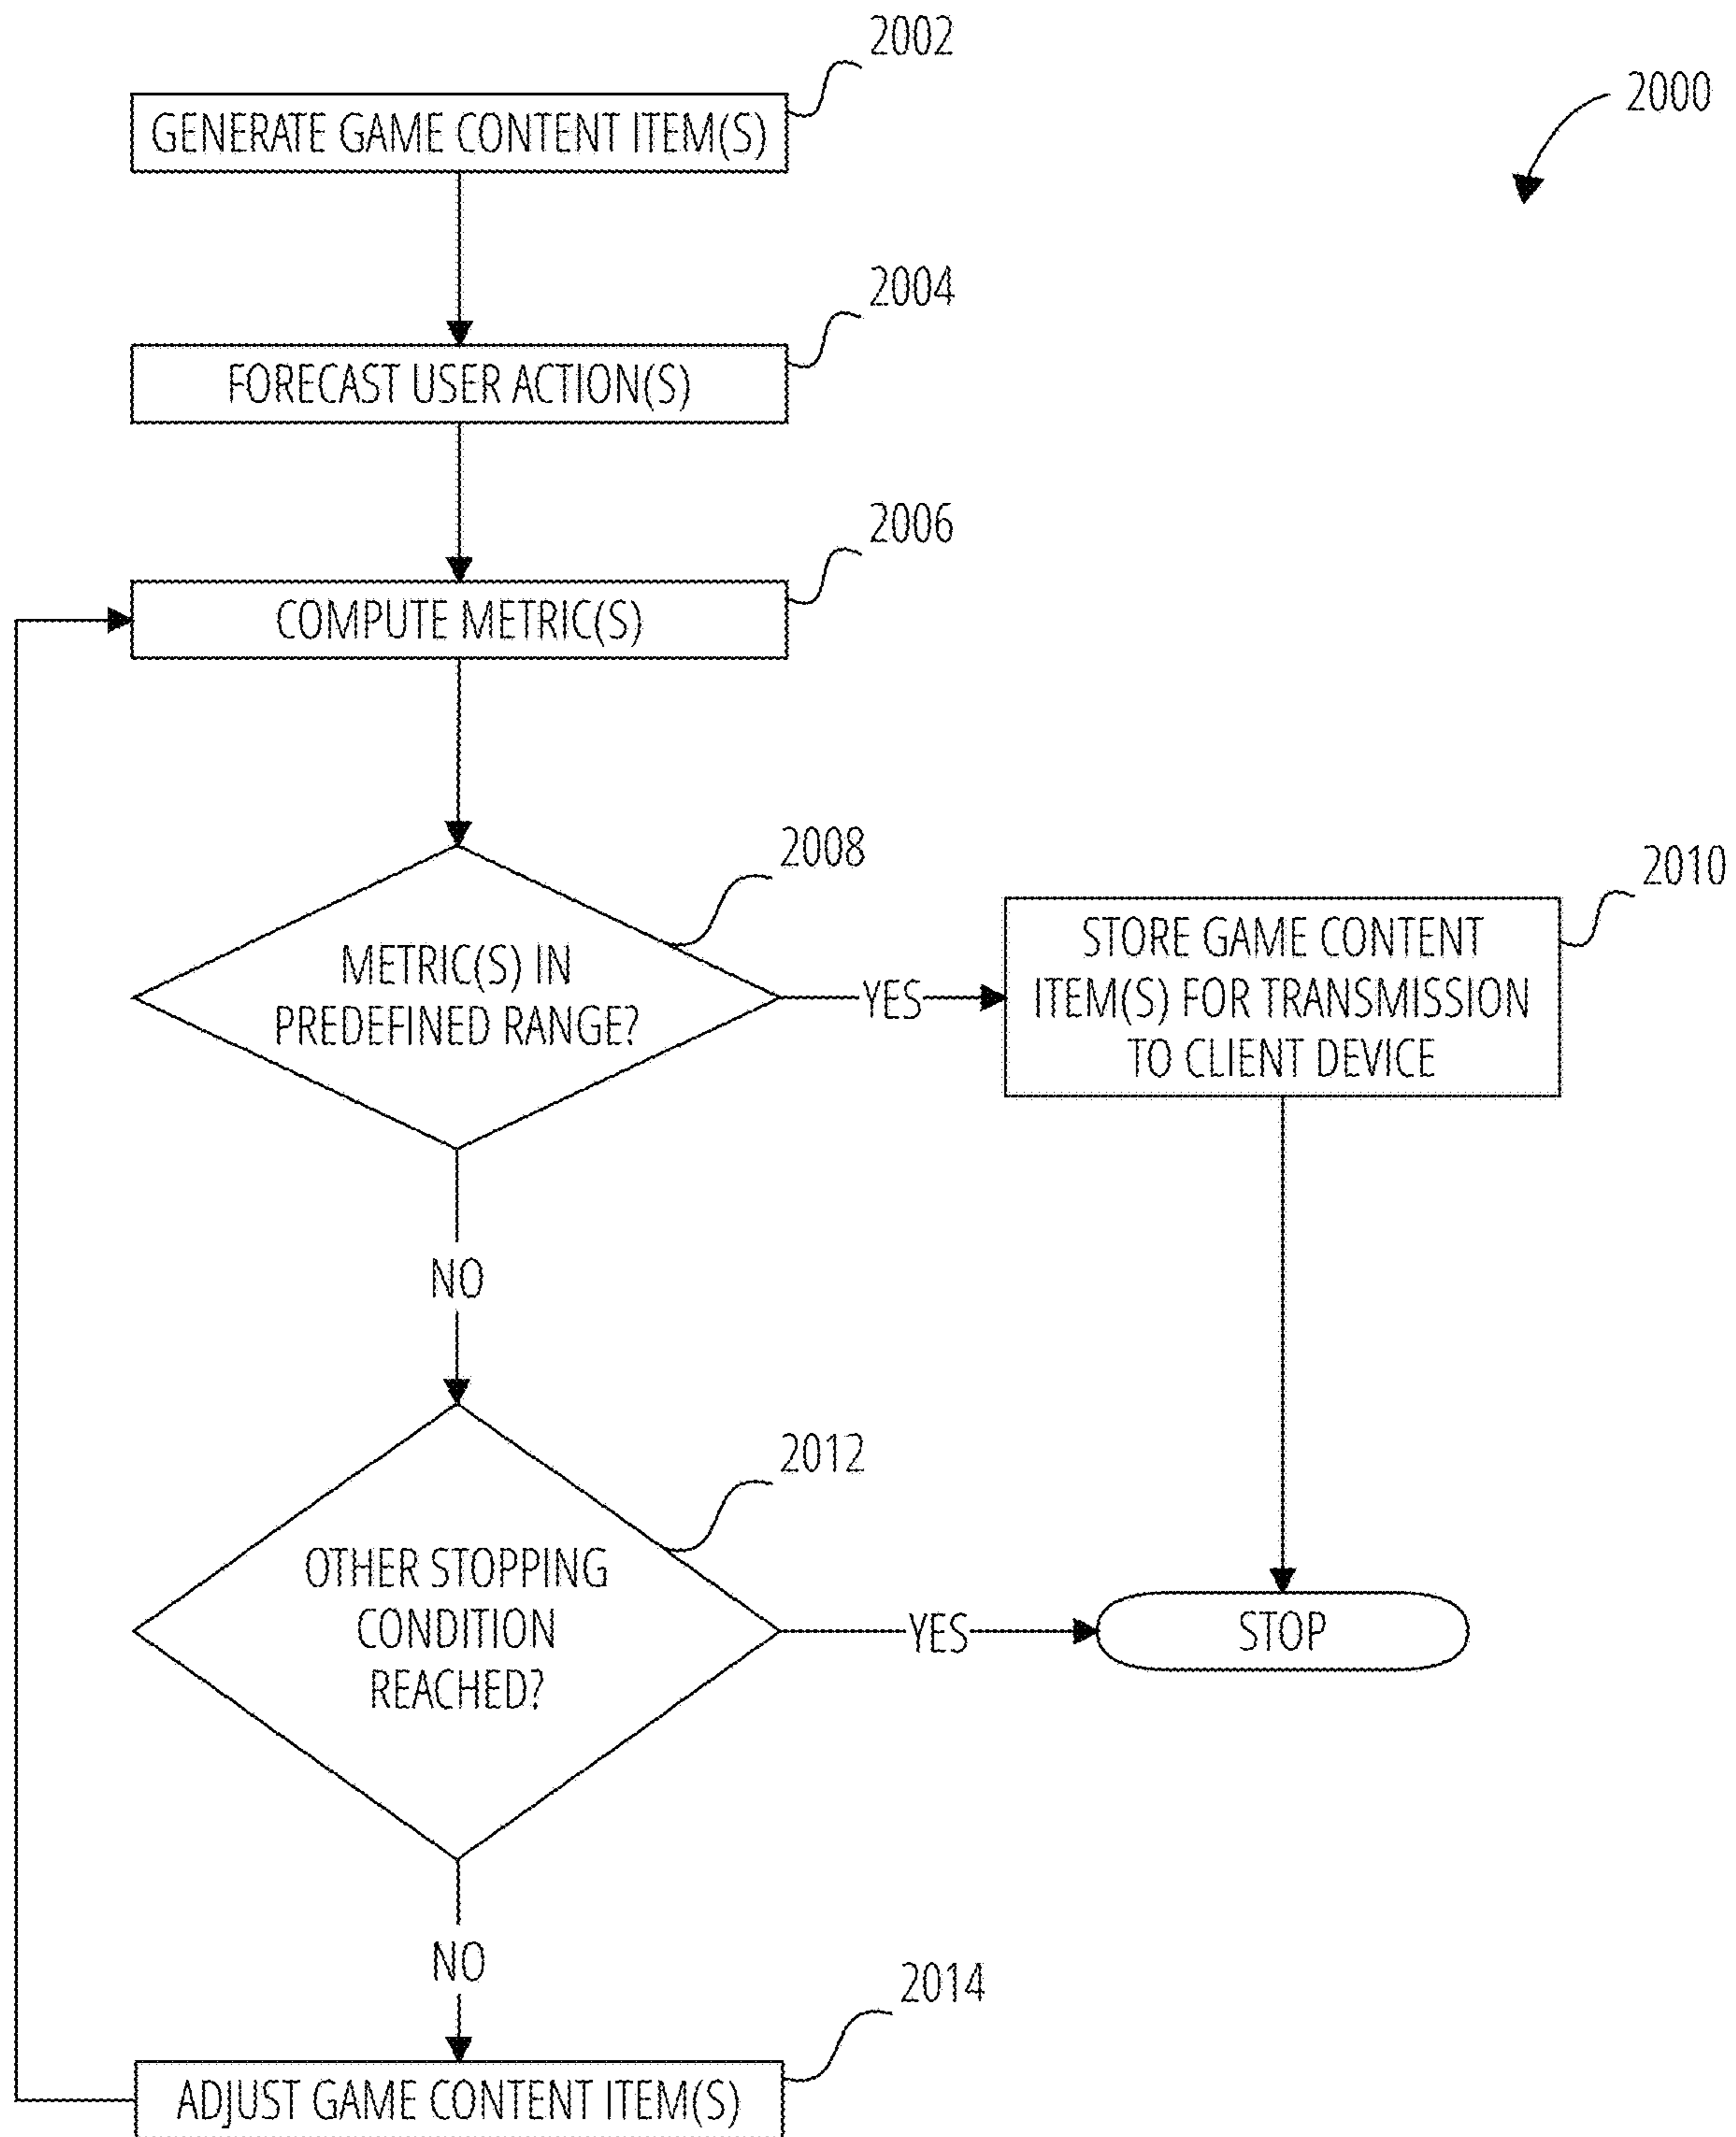 2002
2000
GENERATE GAME CONTENT ITEM(S)
2004
FORECAST USER ACTION(S)
2006
COMPUTE METRIC(S)
2008
METRIC(S) IN
PREDEFINED RANGE?
YES
2010
STORE GAME CONTENT
ITEM(S) FOR TRANSMISSION
TO CLIENT DEVICE
NO
2012
OTHER STOPPING
CONDITION
REACHED?
YES
STOP
NO
2014
ADJUST GAME CONTENT ITEM(S)